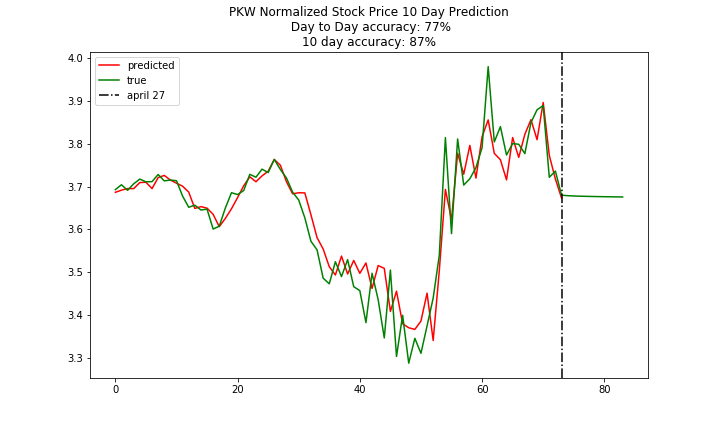 PKW Normalized Stock Price 10 Day Prediction
Day to Day accuracy: 77%
10 day accuracy: 87%
predicted
true
april 27
4.0
3.9
3.8
3.7
3.6
3.5
3.4
3.3
0 20 40 60 80